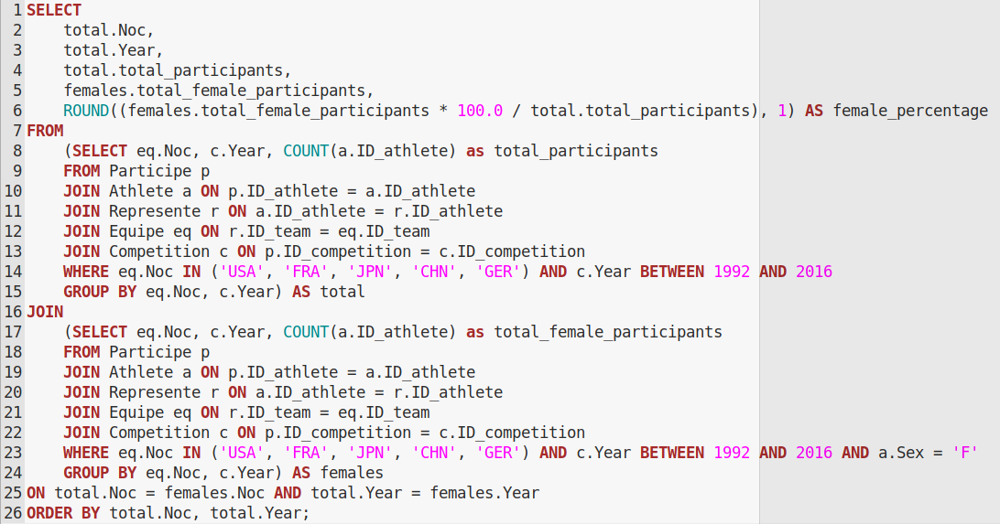 1 SELECT
2     total.Noc,
3     total.Year,
4     total.total_participants,
5     females.total_female_participants,
6     ROUND((females.total_female_participants * 100.0 / total.total_participants), 1) AS female_percentage
7 FROM
8     (SELECT eq.Noc, c.Year, COUNT(a.ID_athlete) as total_participants
9     FROM Participe p
10     JOIN Athlete a ON p.ID_athlete = a.ID_athlete
11     JOIN Represente r ON a.ID_athlete = r.ID_athlete
12     JOIN Equipe eq ON r.ID_team = eq.ID_team
13     JOIN Competition c ON p.ID_competition = c.ID_competition
14     WHERE eq.Noc IN ('USA', 'FRA', 'JPN', 'CHN', 'GER') AND c.Year BETWEEN 1992 AND 2016
15     GROUP BY eq.Noc, c.Year) AS total
16 JOIN
17     (SELECT eq.Noc, c.Year, COUNT(a.ID_athlete) as total_female_participants
18     FROM Participe p
19     JOIN Athlete a ON p.ID_athlete = a.ID_athlete
20     JOIN Represente r ON a.ID_athlete = r.ID_athlete
21     JOIN Equipe eq ON r.ID_team = eq.ID_team
22     JOIN Competition c ON p.ID_competition = c.ID_competition
23     WHERE eq.Noc IN ('USA', 'FRA', 'JPN', 'CHN', 'GER') AND c.Year BETWEEN 1992 AND 2016 AND a.Sex = 'F'
24     GROUP BY eq.Noc, c.Year) AS females
25 ON total.Noc = females.Noc AND total.Year = females.Year
26 ORDER BY total.Noc, total.Year;